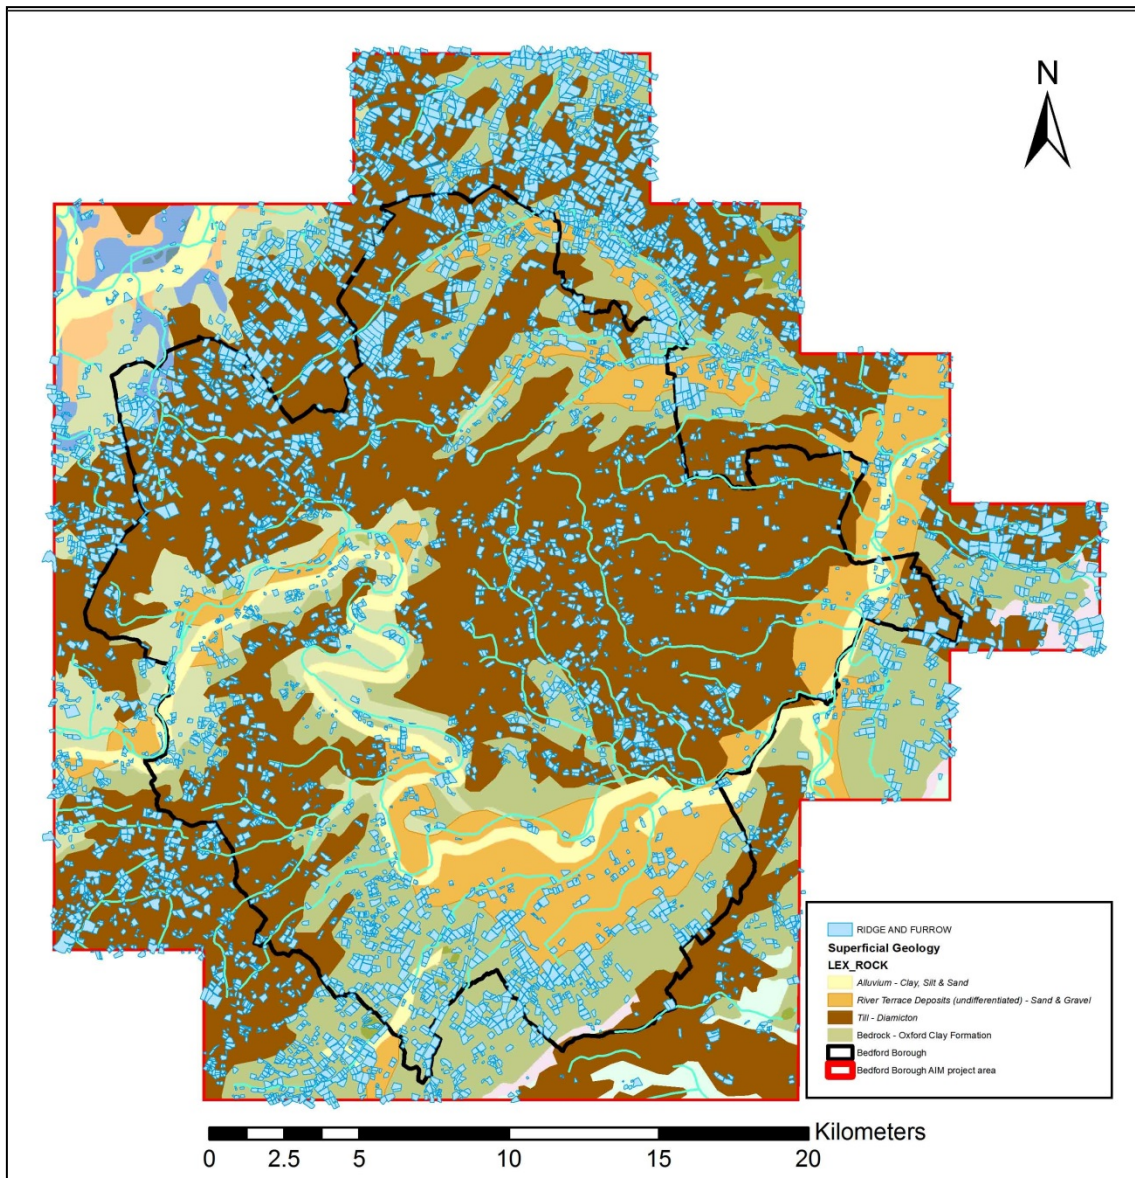 N
RIDGE AND FURROW
Superficial Geology
LEX_ROCK
Alluvium - Clay, Silt & Sand
River Terrace Deposits (undifferentiated) - Sand & Gravel
Till - Diamicton
Bedrock - Oxford Clay Formation
Bedford Borough
Bedford Borough AIM project area
Kilometers
0 2.5 5 10 15 20